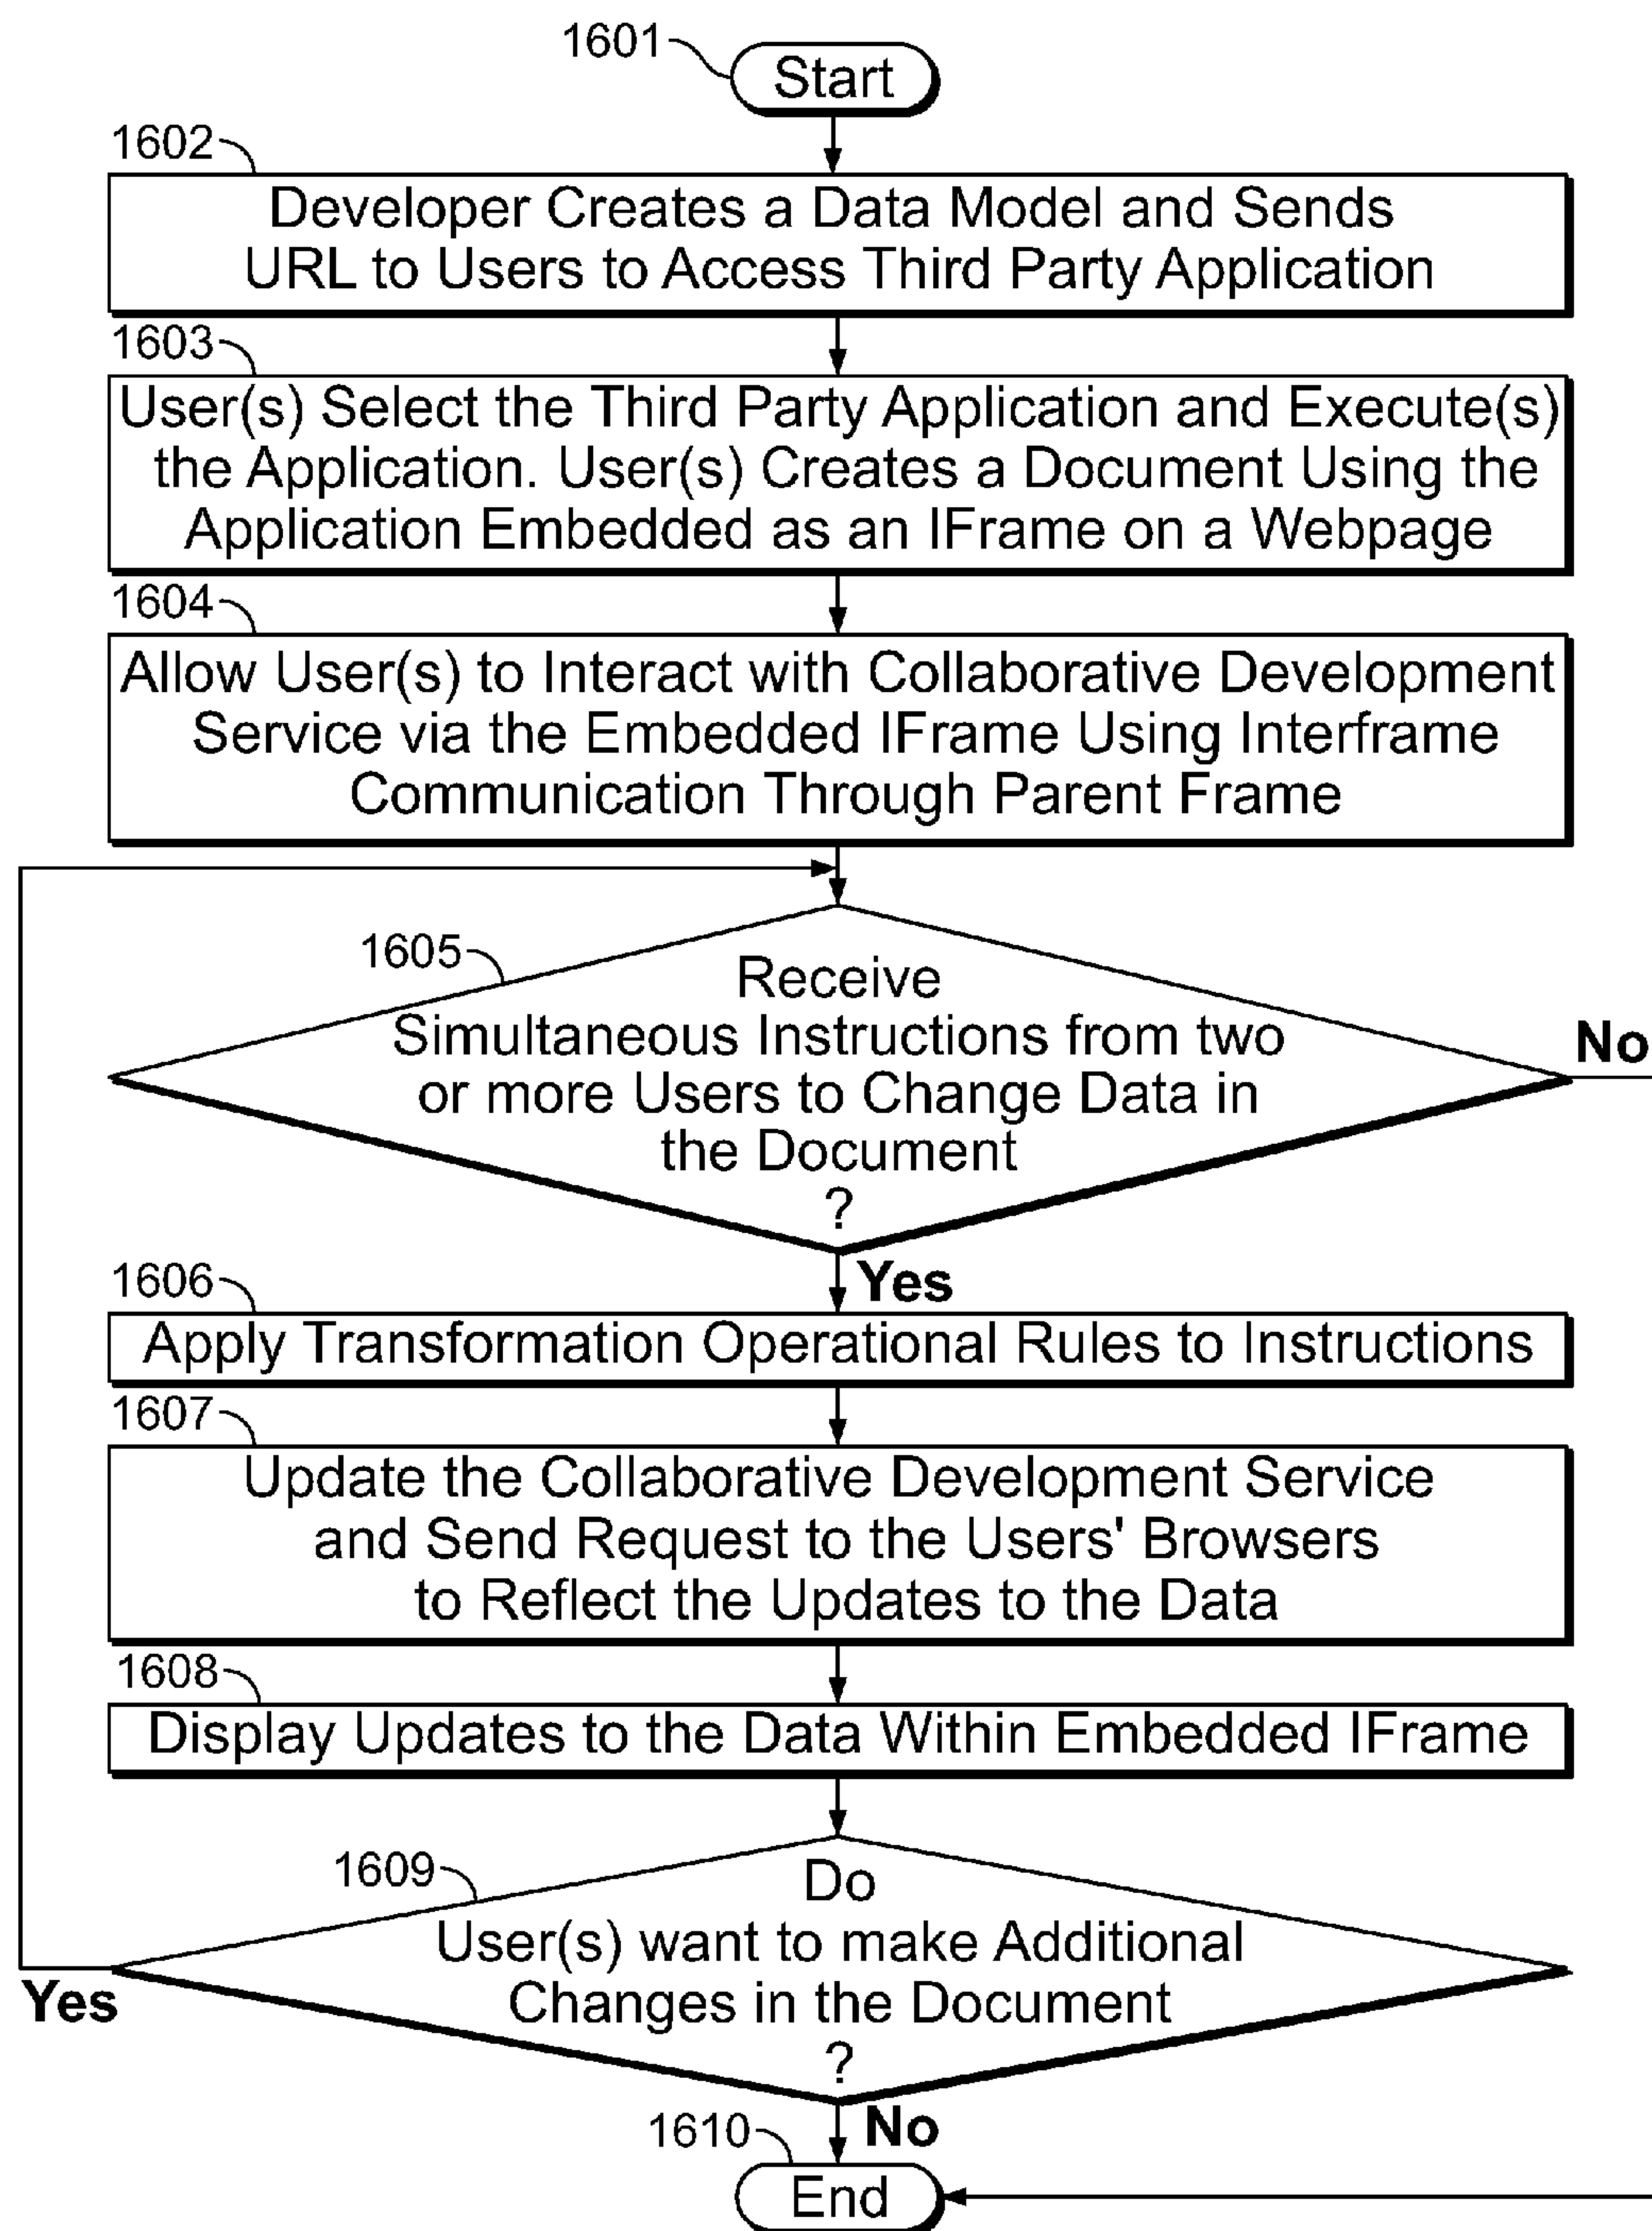 1601
Start
1602
Developer Creates a Data Model and Sends
URL to Users to Access Third Party Application
1603
User(s) Select the Third Party Application and Execute(s)
the Application. User(s) Creates a Document Using the
Application Embedded as an IFrame on a Webpage
1604
Allow User(s) to Interact with Collaborative Development
Service via the Embedded IFrame Using Interframe
Communication Through Parent Frame
1605
Receive
Simultaneous Instructions from two
or more Users to Change Data in
the Document
?
No
Yes
1606
Apply Transformation Operational Rules to Instructions
1607
Update the Collaborative Development Service
and Send Request to the Users' Browsers
to Reflect the Updates to the Data
1608
Display Updates to the Data Within Embedded IFrame
1609
Do
User(s) want to make Additional
Changes in the Document
?
Yes
No
1610
End